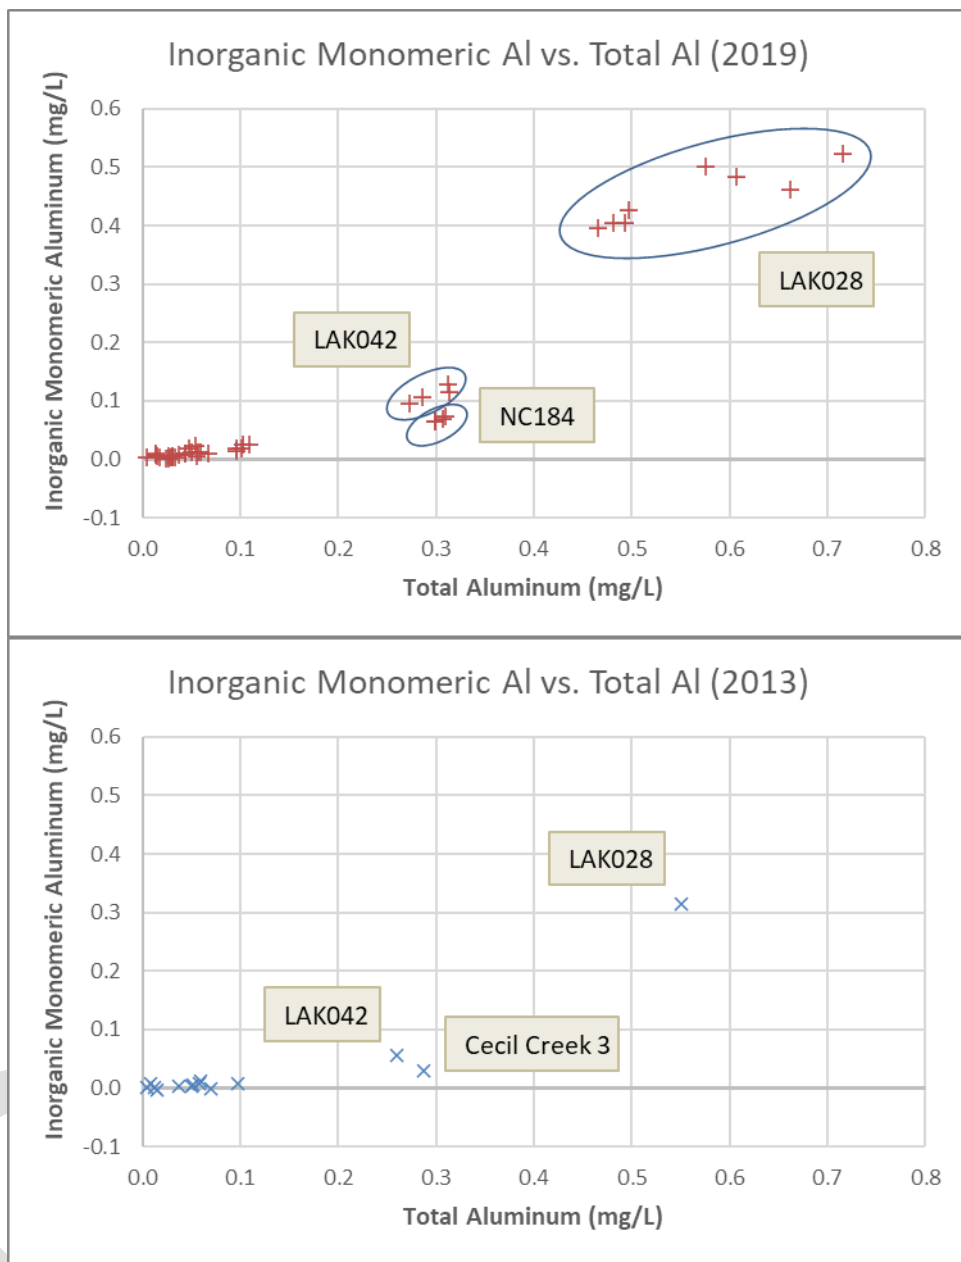 Inorganic Monomeric Al vs. Total Al (2019)
Inorganic Monomeric Aluminum (mg/L)
0.6
0.5
0.4
0.3
0.2
0.1
0.0
-0.1
LAK028
LAK042
NC184
0.0 0.1 0.2 0.3 0.4 0.5 0.6 0.7 0.8
Total Aluminum (mg/L)
Inorganic Monomeric Al vs. Total Al (2013)
Inorganic Monomeric Aluminum (mg/L)
0.6
0.5
0.4
0.3
0.2
0.1
0.0
-0.1
LAK028
LAK042
Cecil Creek 3
0.0 0.1 0.2 0.3 0.4 0.5 0.6 0.7 0.8
Total Aluminum (mg/L)